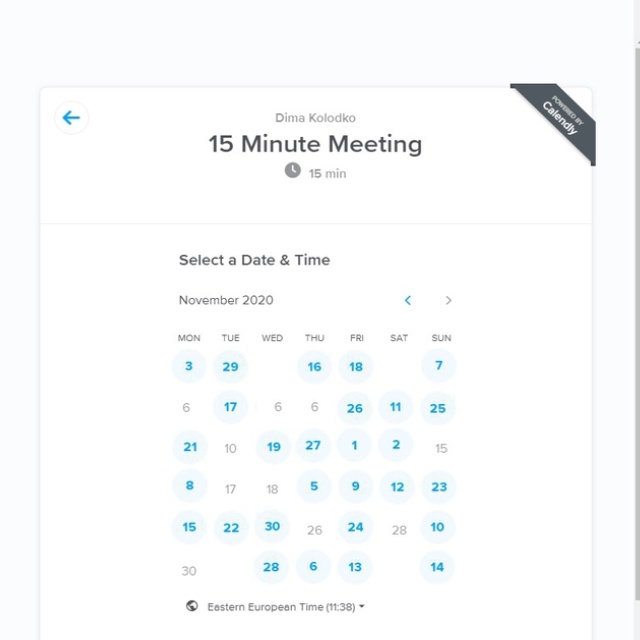 POWERED BY
Calendly
Dima Kolodko
15 Minute Meeting
15 min
Select a Date & Time
November 2020
MON TUE WED THU FRI SAT SUN
3 29 16 18 7
6 17 6 6 26 11 25
21 10 19 27 1 2 15
8 17 18 5 9 12 23
15 22 30 26 24 28 10
30 28 6 13 14
Eastern European Time (11:38)